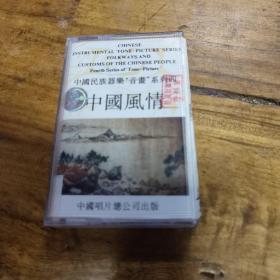 CHINESE
INSTRUMENTAL 'TONE-PICTURE' SERIES
FOLKWAYS AND
CUSTOMS OF THE CHINESE PEOPLE
Fourth Series of Tone-Picture
中國民族器樂“音畫”系列四
中國風情
中國唱片總公司出版